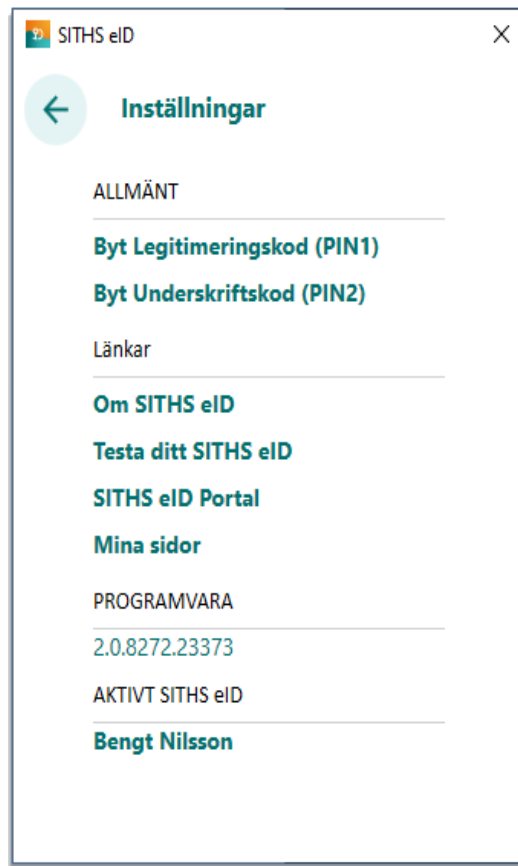 SITHS eID
Inställningar
ALLMÄNT
Byt Legitimeringskod (PIN1)
Byt Underskriftskod (PIN2)
Länkar
Om SITHS eID
Testa ditt SITHS eID
SITHS eID Portal
Mina sidor
PROGRAMVARA
2.0.8272.23373
AKTIVT SITHS eID
Bengt Nilsson